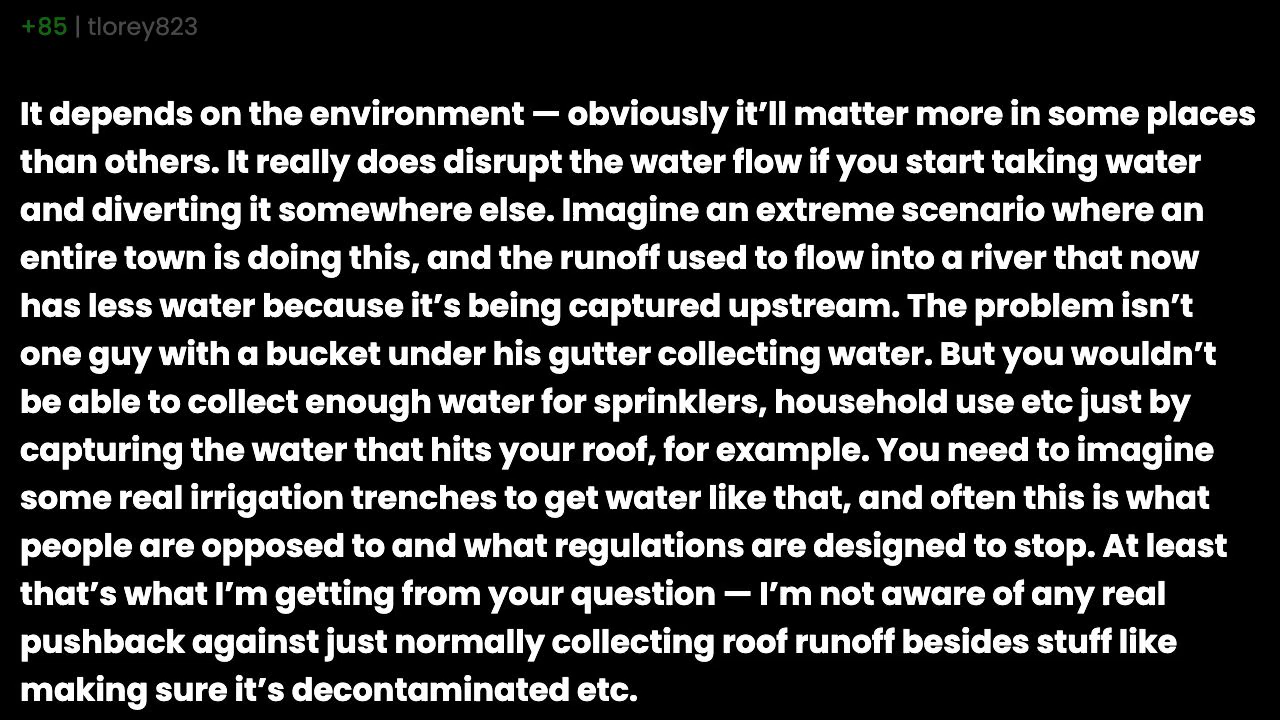 +85 | tlorey823
It depends on the environment — obviously it’ll matter more in some places
than others. It really does disrupt the water flow if you start taking water
and diverting it somewhere else. Imagine an extreme scenario where an
entire town is doing this, and the runoff used to flow into a river that now
has less water because it’s being captured upstream. The problem isn’t
one guy with a bucket under his gutter collecting water. But you wouldn’t
be able to collect enough water for sprinklers, household use etc just by
capturing the water that hits your roof, for example. You need to imagine
some real irrigation trenches to get water like that, and often this is what
people are opposed to and what regulations are designed to stop. At least
that’s what I’m getting from your question — I’m not aware of any real
pushback against just normally collecting roof runoff besides stuff like
making sure it’s decontaminated etc.